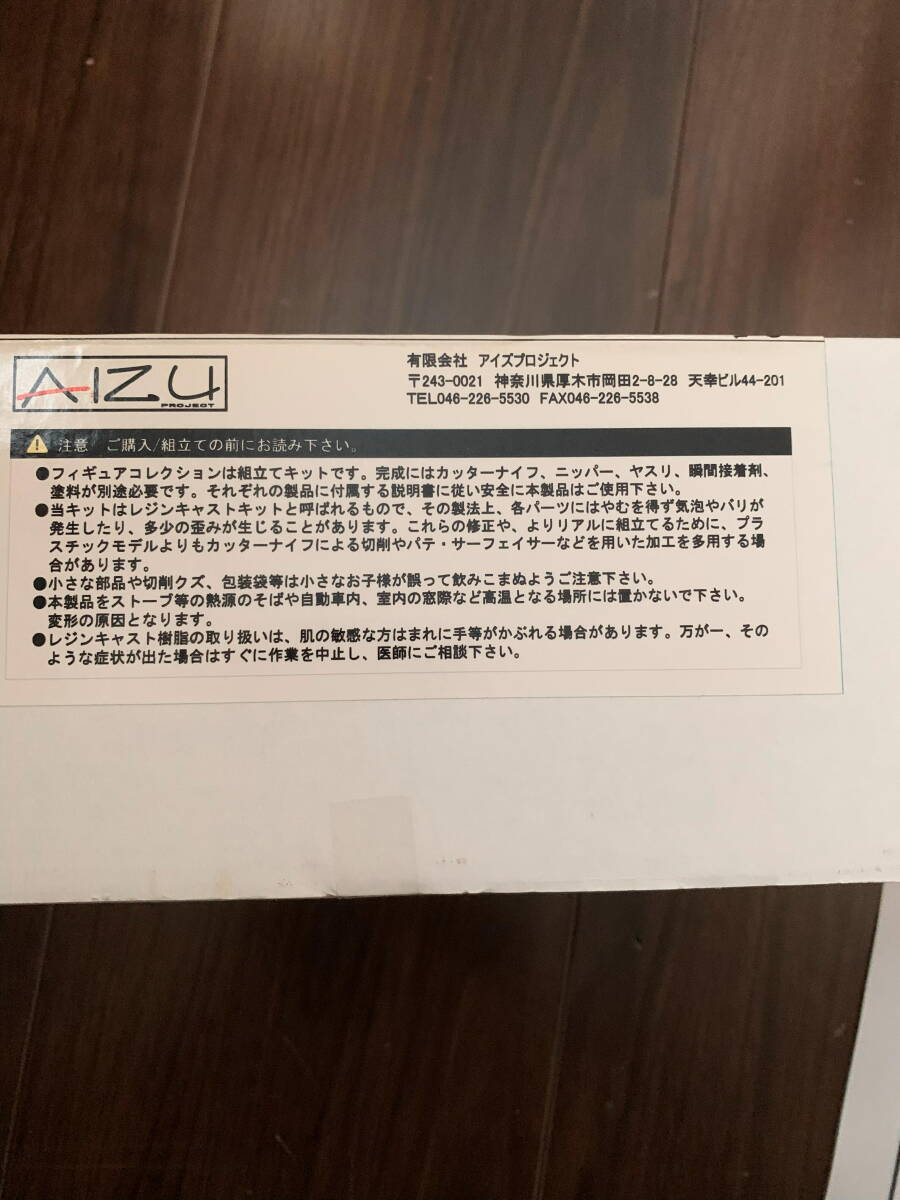 AIZU
PROJECT
有限会社 アイズプロジェクト
〒243-0021 神奈川県厚木市岡田2-8-28 天幸ビル44-201
TEL046-226-5530 FAX046-226-5538
注意 ご購入/組立ての前にお読み下さい。
●フィギュアコレクションは組立てキットです。完成にはカッターナイフ、ニッパー、ヤスリ、瞬間接着剤、
塗料が別途必要です。それぞれの製品に付属する説明書に従い安全に本製品はご使用下さい。
●当キットはレジンキャストキットと呼ばれるもので、その製法上、各パーツにはやむを得ず気泡やバリが
発生したり、多少の歪みが生じることがあります。これらの修正や、よりリアルに組立てるために、プラ
スチックモデルよりもカッターナイフによる切削やパテ・サーフェイサーなどを用いた加工を多用する場
合があります。
●小さな部品や切削クズ、包装袋等は小さなお子様が誤って飲みこまぬようご注意下さい。
●本製品をストーブ等の熱源のそばや自動車内、室内の窓際など高温となる場所には置かないで下さい。
変形の原因となります。
●レジンキャスト樹脂の取り扱いは、肌の敏感な方はまれに手等がかぶれる場合があります。万が一、その
ような症状が出た場合はすぐに作業を中止し、医師にご相談下さい。